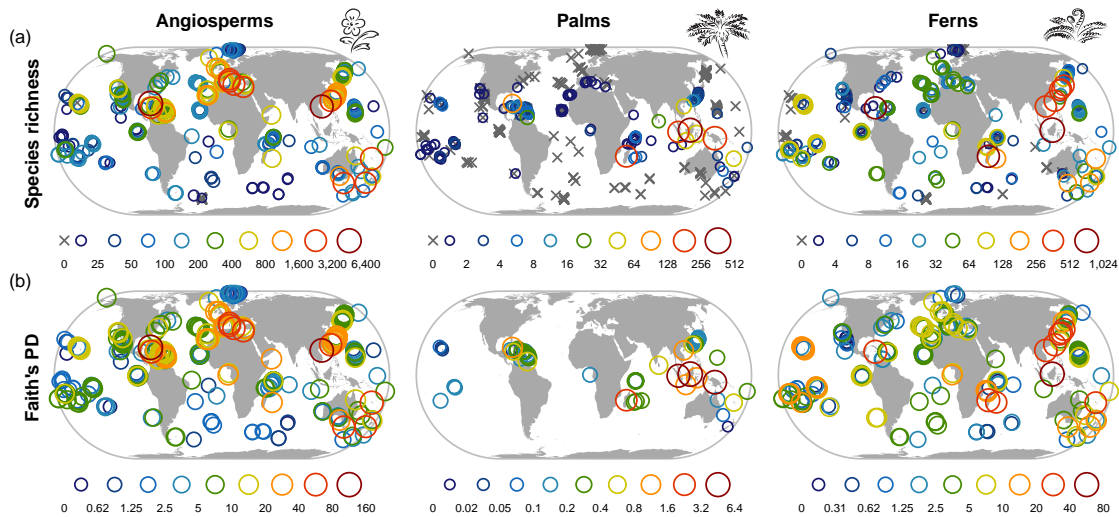 Angiosperms Palms Ferns
(a)
Species richness
0 25 50 100 200 400 800 1,600 3,200 6,400
0 2 4 8 16 32 64 128 256 512
0 4 8 16 32 64 128 256 512 1,024
(b)
Faith's PD
0 0.62 1.25 2.5 5 10 20 40 80 160
0 0.02 0.05 0.1 0.2 0.4 0.8 1.6 3.2 6.4
0 0.31 0.62 1.25 2.5 5 10 20 40 80